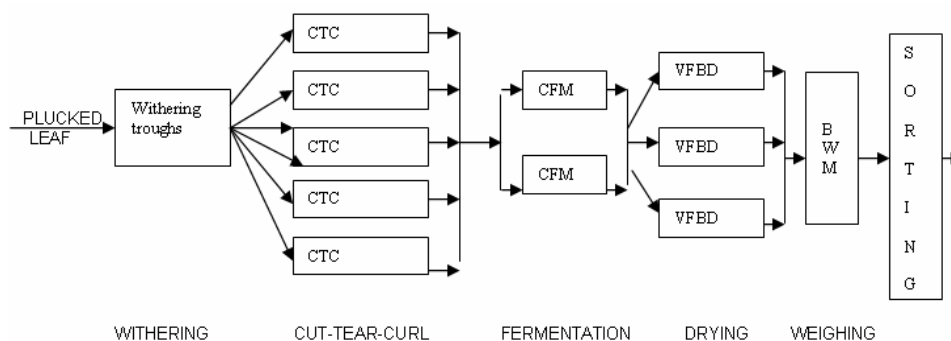 PLUCKED
LEAF
Withering
troughs
CTC
CTC
CTC
CTC
CTC
CFM
CFM
VFBD
VFBD
VFBD
B
W
M
S
O
R
T
I
N
G
WITHERING
CUT-TEAR-CURL
FERMENTATION
DRYING
WEIGHING